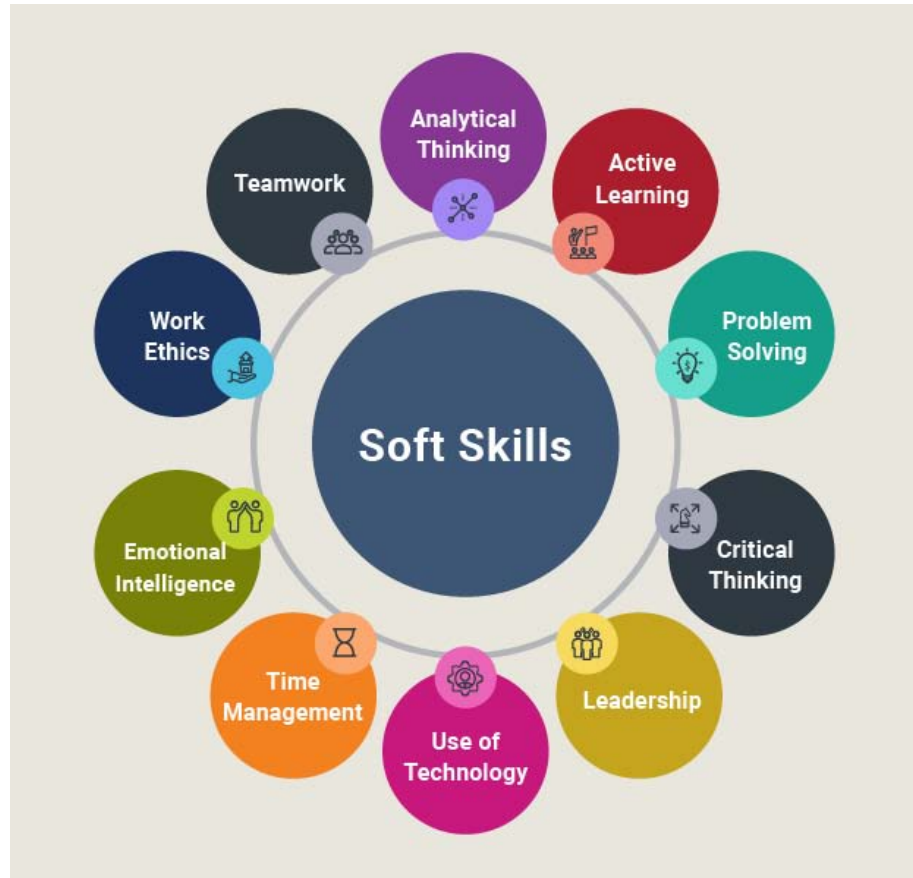 Analytical
Thinking
Active
Learning
Problem
Solving
Critical
Thinking
Leadership
Use of
Technology
Time
Management
Emotional
Intelligence
Work
Ethics
Teamwork
Soft Skills